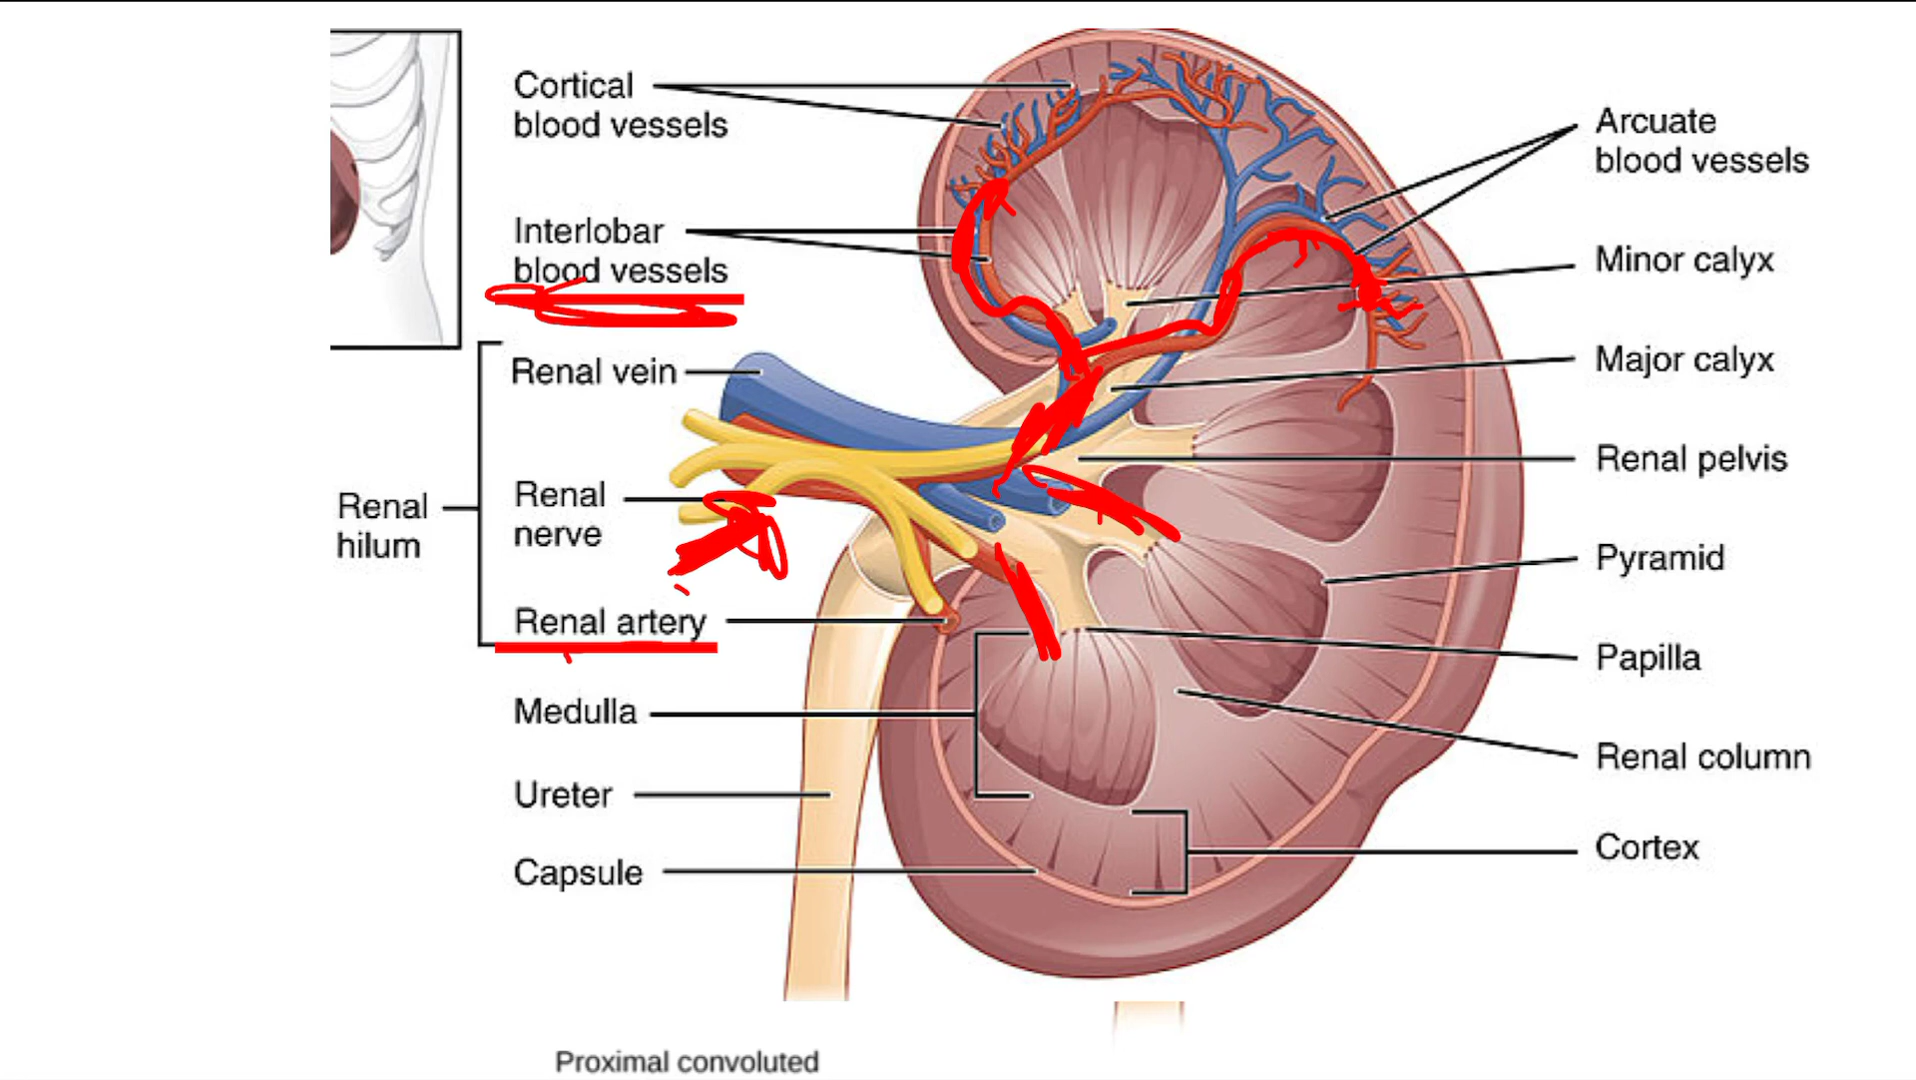 Cortical
blood vessels
Interlobar
blood vessels
Renal vein
Renal
nerve
Renal
hilum
Renal artery
Medulla
Ureter
Capsule
Arcuate
blood vessels
Minor calyx
Major calyx
Renal pelvis
Pyramid
Papilla
Renal column
Cortex
Proximal convoluted